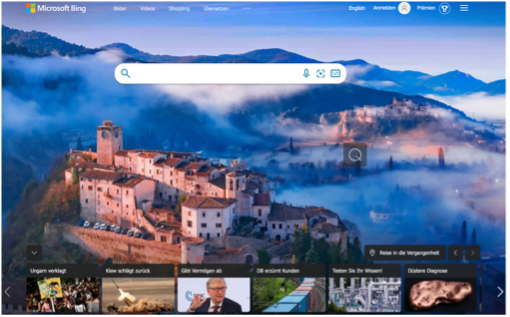 Microsoft Bing
Bilder Videos Shopping Übersetzen ...
English Anmelden Prämien
Reise in die Vergangenheit
Ungarn verklagt
Kiew schlägt zurück
Gibt Vermögen ab
DB erzürnt Kunden
Testen Sie Ihr Wissen!
Düstere Diagnose